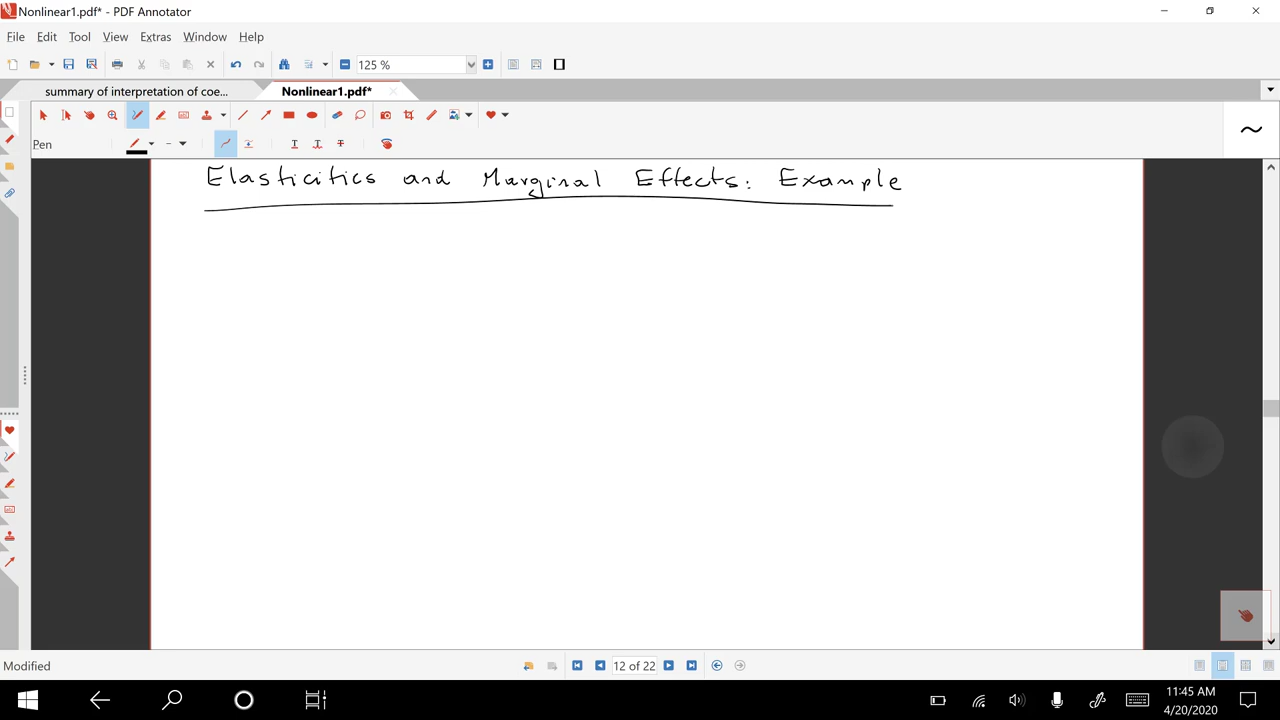 Nonlinear1.pdf* - PDF Annotator
File Edit Tool View Extras Window Help
125 %
summary of interpretation of coe... Nonlinear1.pdf*
Pen
Elasticities and Marginal Effects: Example
Modified
12 of 22
11:45 AM
4/20/2020